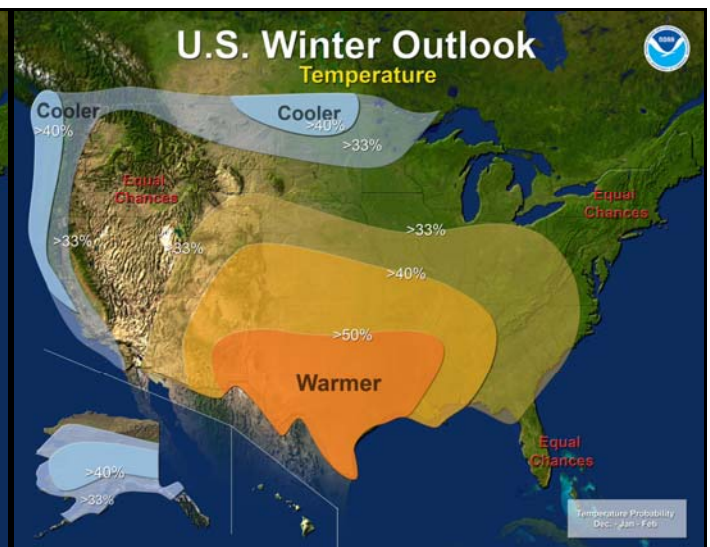 U.S. Winter Outlook
Temperature
NOAA
Cooler
>40%
Cooler
>40%
>33%
Equal
Chances
Equal
Chances
>33%
>33%
>33%
>40%
>50%
Warmer
Equal
Chances
>40%
>33%
Temperature Probability
Dec. - Jan - Feb